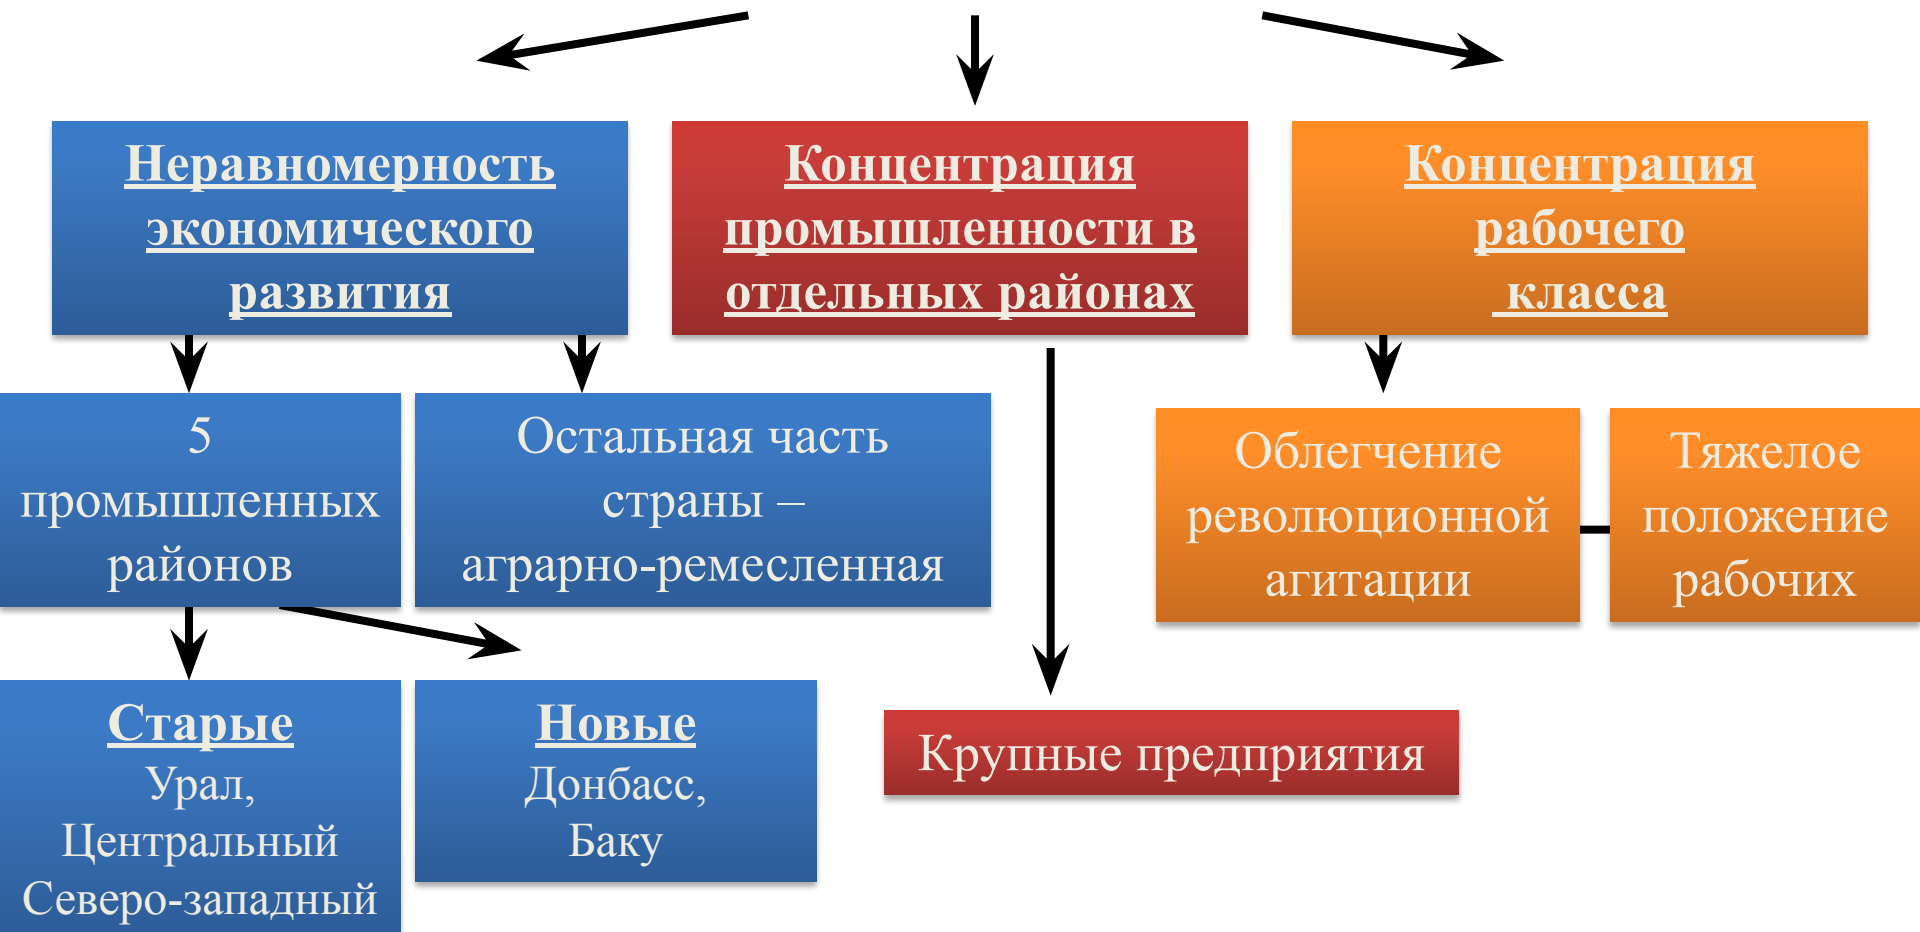 Неравномерность
экономического
развития
Концентрация
промышленности в
отдельных районах
Концентрация
рабочего
класса
5
промышленных
районов
Остальная часть
страны –
аграрно-ремесленная
Облегчение
революционной
агитации
Тяжелое
положение
рабочих
Старые
Урал,
Центральный
Северо-западный
Новые
Донбасс,
Баку
Крупные предприятия